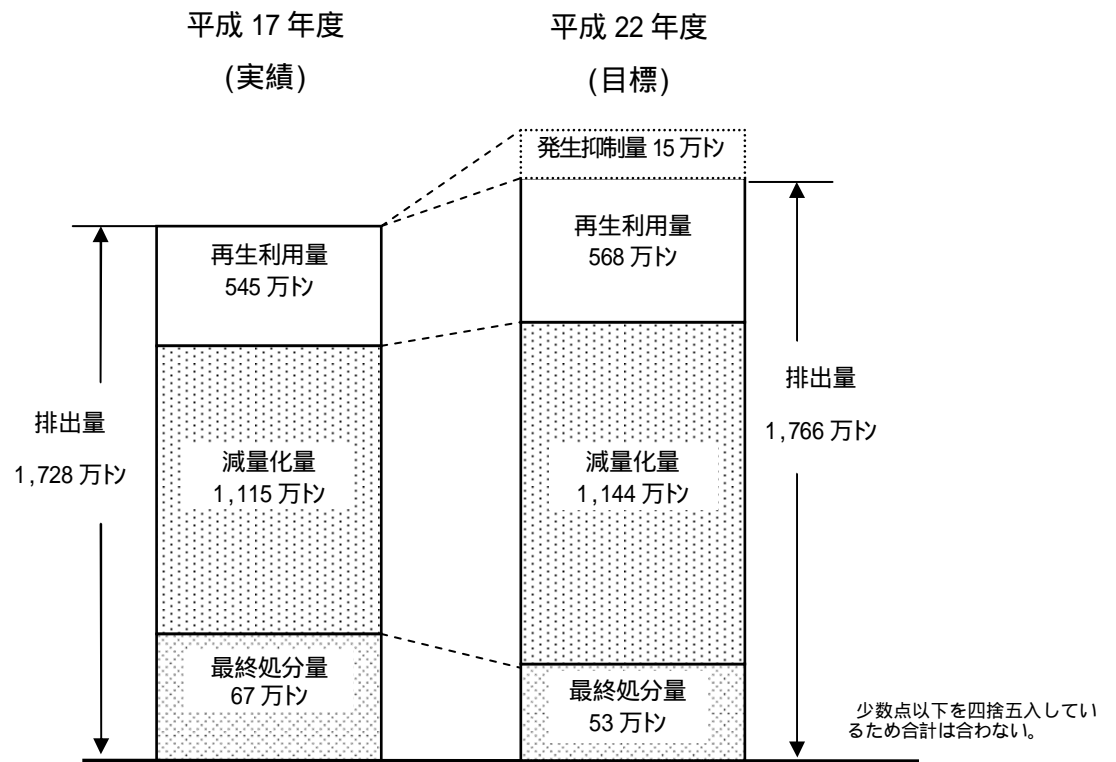 平成 17 年度
(実績)
平成 22 年度
(目標)
発生抑制量 15 万トン
再生利用量
545 万トン
再生利用量
568 万トン
排出量
1,728 万トン
排出量
1,766 万トン
減量化量
1,115 万トン
減量化量
1,144 万トン
最終処分量
67 万トン
最終処分量
53 万トン
少数点以下を四捨五入してい
るため合計は合わない。